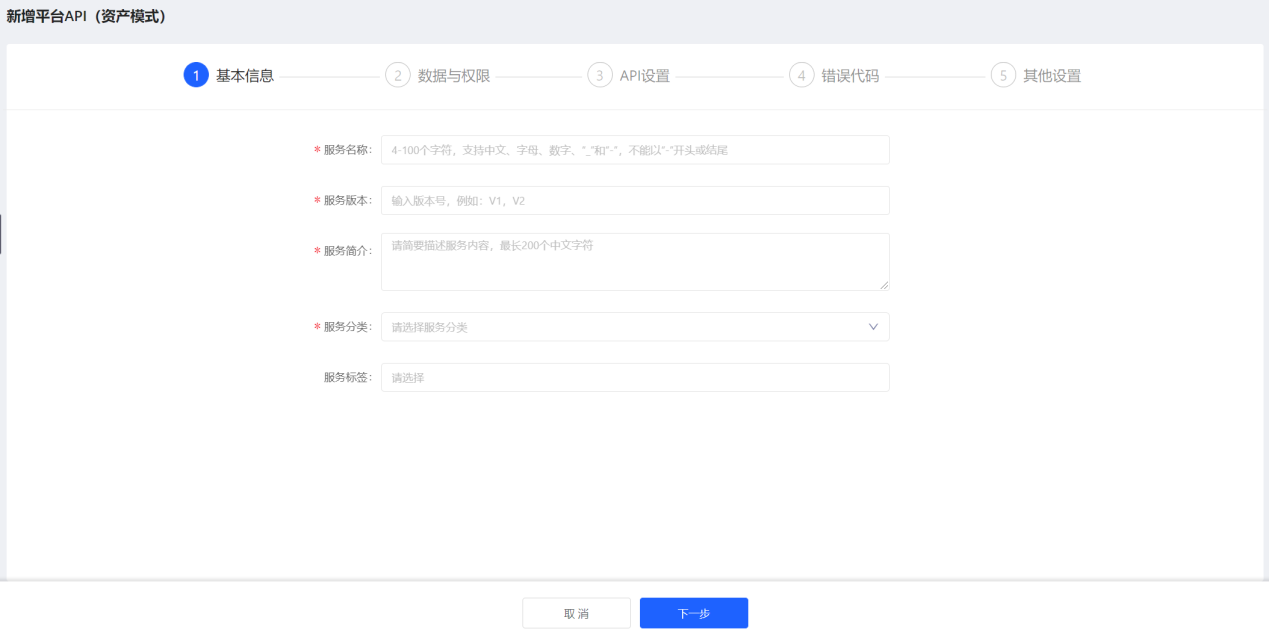 新增平台API（资产模式）
1 基本信息 2 数据与权限 3 API设置 4 错误代码 5 其他设置
* 服务名称： 4-100个字符，支持中文、字母、数字、"_"和"-"，不能以"-"开头或结尾
* 服务版本： 输入版本号，例如：V1，V2
* 服务简介： 请简要描述服务内容，最长200个中文字符
* 服务分类： 请选择服务分类
服务标签： 请选择
取 消 下一步